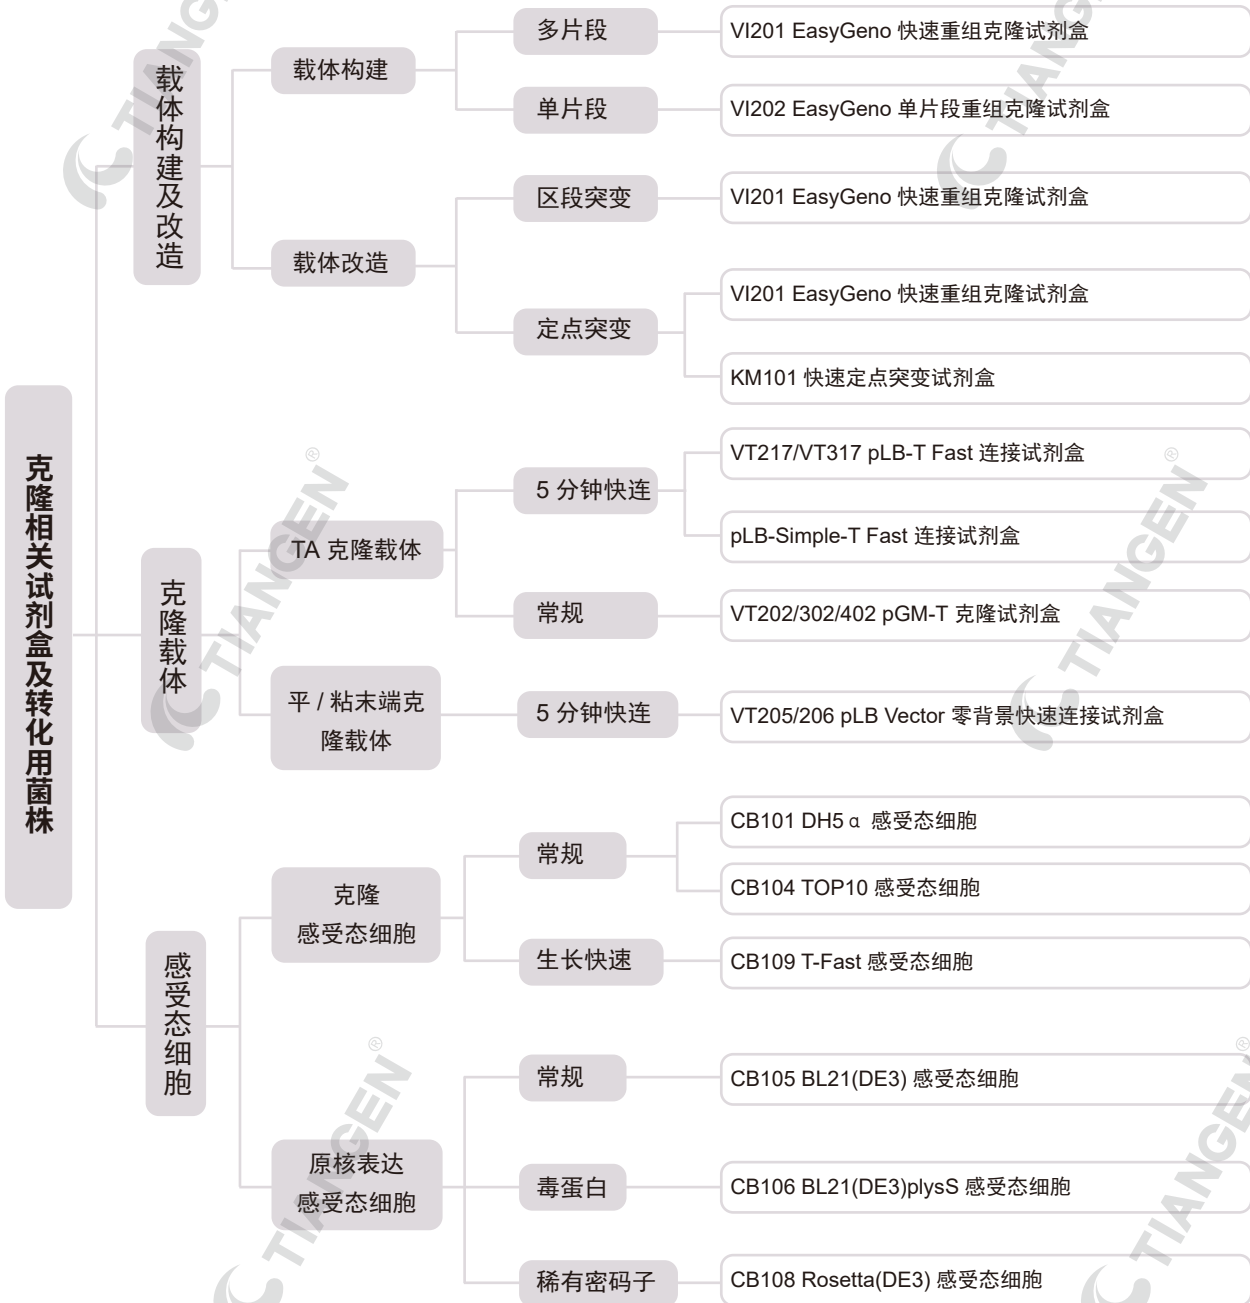 克隆相关试剂盒及转化用菌株
载体构建及改造
载体构建
多片段
VI201 EasyGeno 快速重组克隆试剂盒
单片段
VI202 EasyGeno 单片段重组克隆试剂盒
载体改造
区段突变
VI201 EasyGeno 快速重组克隆试剂盒
定点突变
VI201 EasyGeno 快速重组克隆试剂盒
KM101 快速定点突变试剂盒
克隆载体
TA 克隆载体
5 分钟快连
VT217/VT317 pLB-T Fast 连接试剂盒
pLB-Simple-T Fast 连接试剂盒
常规
VT202/302/402 pGM-T 克隆试剂盒
平 / 粘末端克
隆载体
5 分钟快连
VT205/206 pLB Vector 零背景快速连接试剂盒
感受态细胞
克隆
感受态细胞
常规
CB101 DH5α 感受态细胞
CB104 TOP10 感受态细胞
生长快速
CB109 T-Fast 感受态细胞
原核表达
感受态细胞
常规
CB105 BL21(DE3) 感受态细胞
毒蛋白
CB106 BL21(DE3)plysS 感受态细胞
稀有密码子
CB108 Rosetta(DE3) 感受态细胞
TIANGEN®
TIANGEN®
TIANGEN®
TIANGEN®